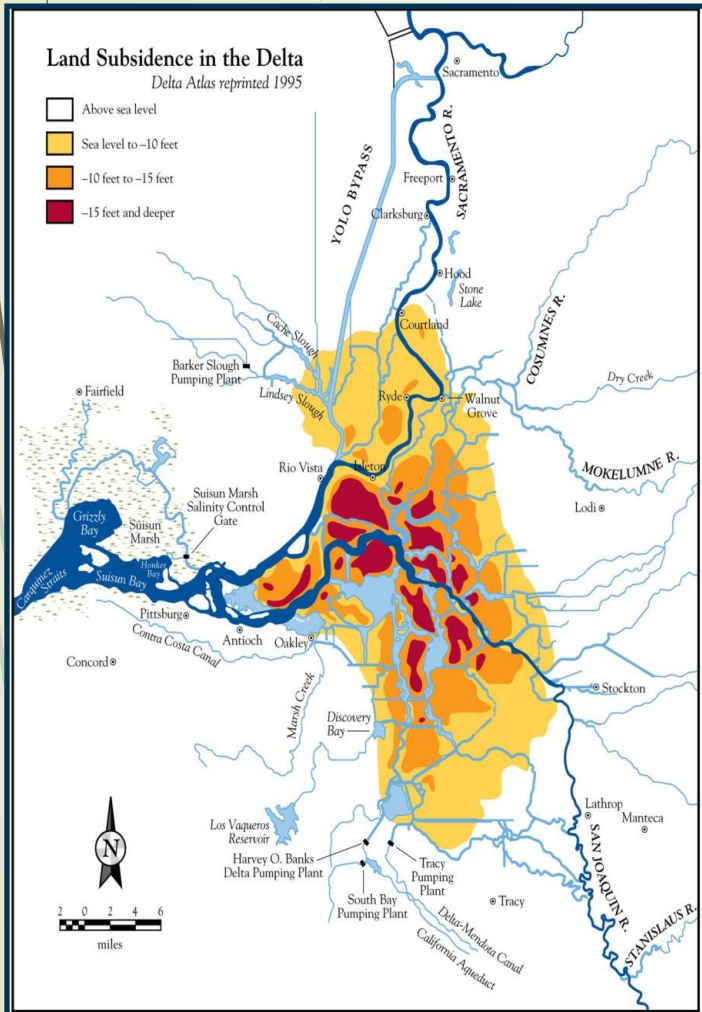 Land Subsidence in the Delta
Delta Atlas reprinted 1995
Above sea level
Sea level to –10 feet
–10 feet to –15 feet
–15 feet and deeper
Sacramento
SACRAMENTO R.
YOLO BYPASS
Freeport
Clarksburg
Hood
Stone
Lake
Courtland
COSUMNES R.
Cache Slough
Barker Slough
Pumping Plant
Lindsey Slough
Dry Creek
Fairfield
Ryde
Walnut
Grove
MOKELUMNE R.
Rio Vista
Isleton
Lodi
Suisun Marsh
Salinity Control
Gate
Grizzly
Bay
Suisun
Marsh
Honker
Bay
Carquinez
Straits
Suisun Bay
Pittsburg
Antioch
Oakley
Contra Costa Canal
Concord
Marsh Creek
Stockton
Discovery
Bay
Los Vaqueros
Reservoir
Lathrop
Manteca
Harvey O. Banks
Delta Pumping Plant
Tracy
Pumping
Plant
South Bay
Pumping Plant
Tracy
SAN JOAQUIN R.
STANISLAUS R.
Delta-Mendota Canal
California Aqueduct
N
2 0 2 4 6
miles